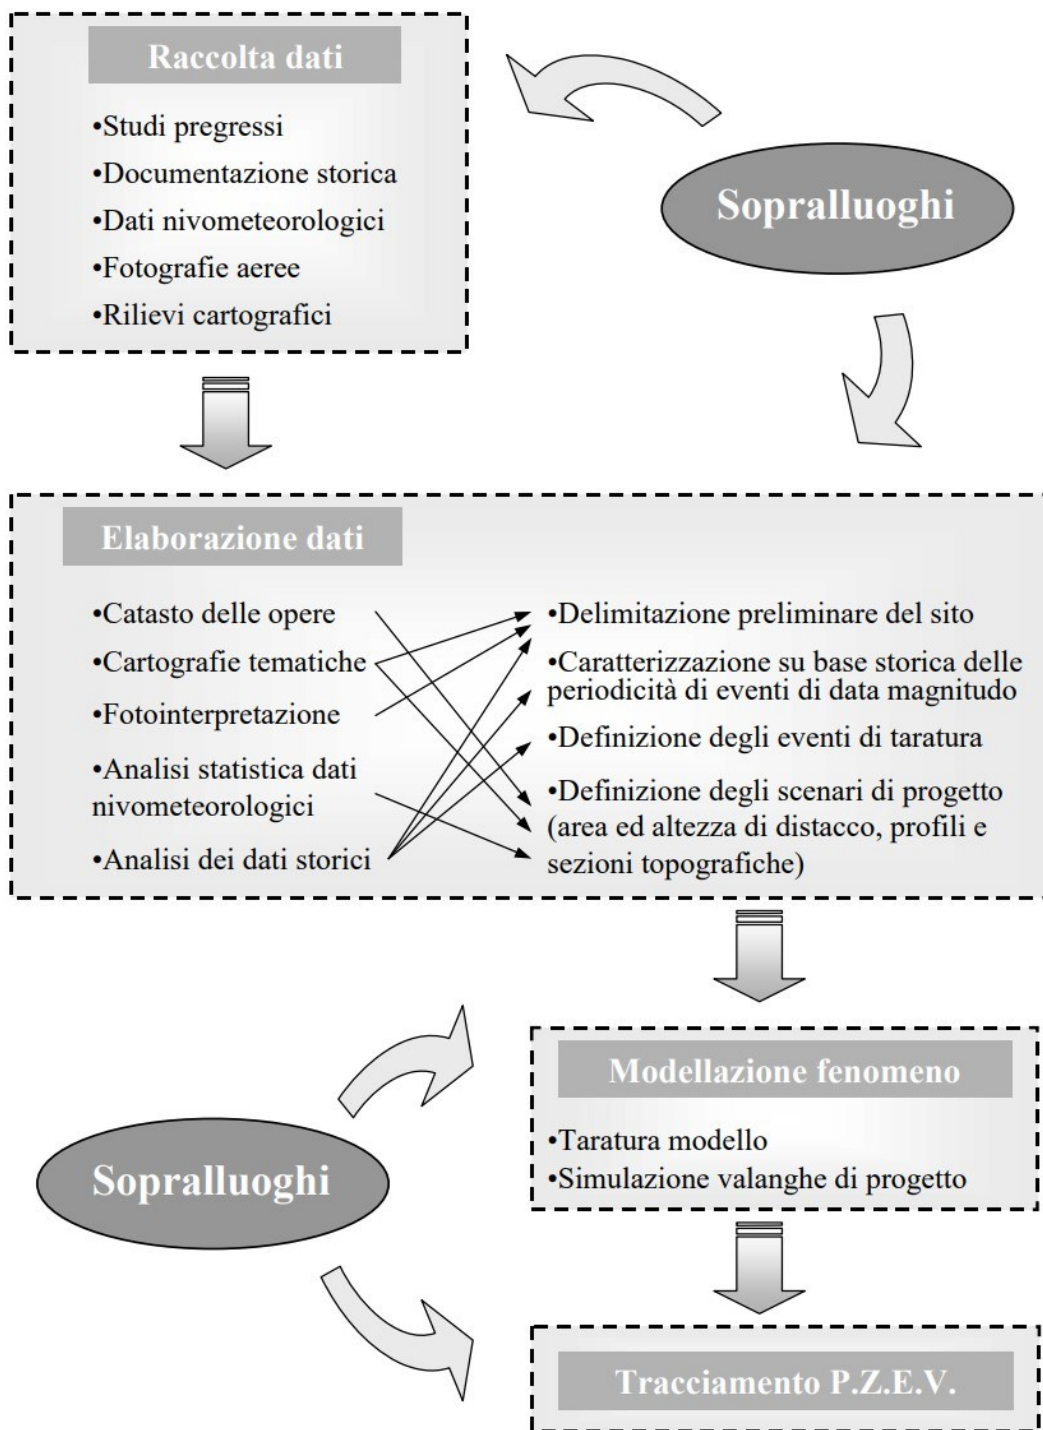 Raccolta dati
•Studi pregressi
•Documentazione storica
•Dati nivometeorologici
•Fotografie aeree
•Rilievi cartografici
Sopralluoghi
Elaborazione dati
•Catasto delle opere
•Cartografie tematiche
•Fotointerpretazione
•Analisi statistica dati
nivometeorologici
•Analisi dei dati storici
•Delimitazione preliminare del sito
•Caratterizzazione su base storica delle
periodicità di eventi di data magnitudo
•Definizione degli eventi di taratura
•Definizione degli scenari di progetto
(area ed altezza di distacco, profili e
sezioni topografiche)
Sopralluoghi
Modellazione fenomeno
•Taratura modello
•Simulazione valanghe di progetto
Tracciamento P.Z.E.V.